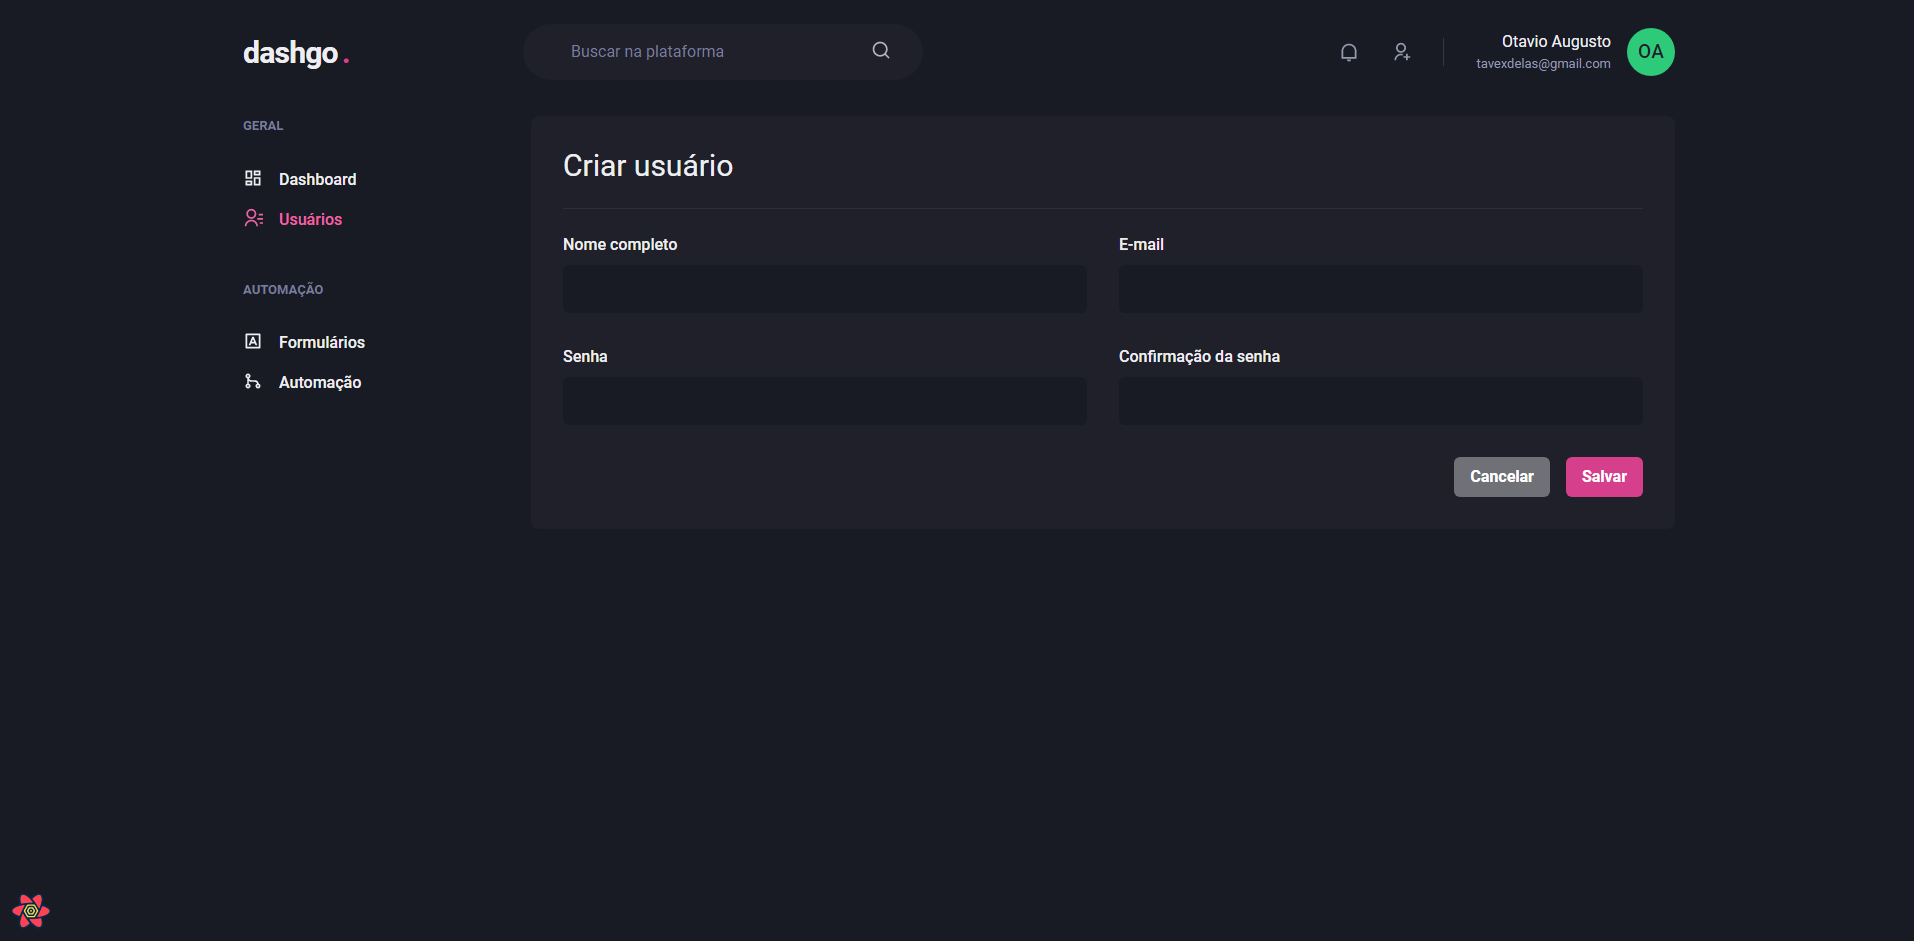 dashgo.
Buscar na plataforma
Otavio Augusto
tavexdelas@gmail.com
OA
GERAL
Dashboard
Usuários
AUTOMAÇÃO
Formulários
Automação
Criar usuário
Nome completo
E-mail
Senha
Confirmação da senha
Cancelar
Salvar